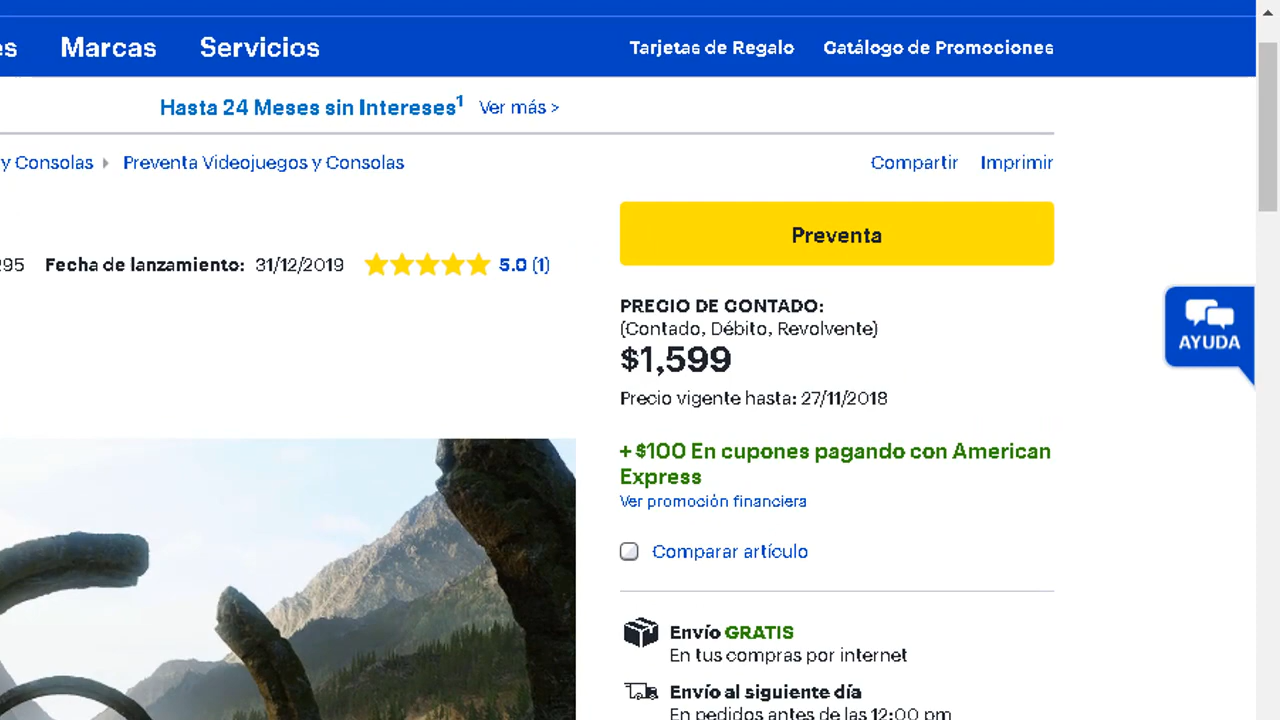 es Marcas Servicios Tarjetas de Regalo Catálogo de Promociones
Hasta 24 Meses sin Intereses1 Ver más >
y Consolas Preventa Videojuegos y Consolas Compartir Imprimir
Preventa
295 Fecha de lanzamiento: 31/12/2019 5.0 (1)
PRECIO DE CONTADO:
(Contado, Débito, Revolvente)
$1,599
AYUDA
Precio vigente hasta: 27/11/2018
+ $100 En cupones pagando con American
Express
Ver promoción financiera
Comparar artículo
Envío GRATIS
En tus compras por internet
Envío al siguiente día
En pedidos antes de las 12:00 pm